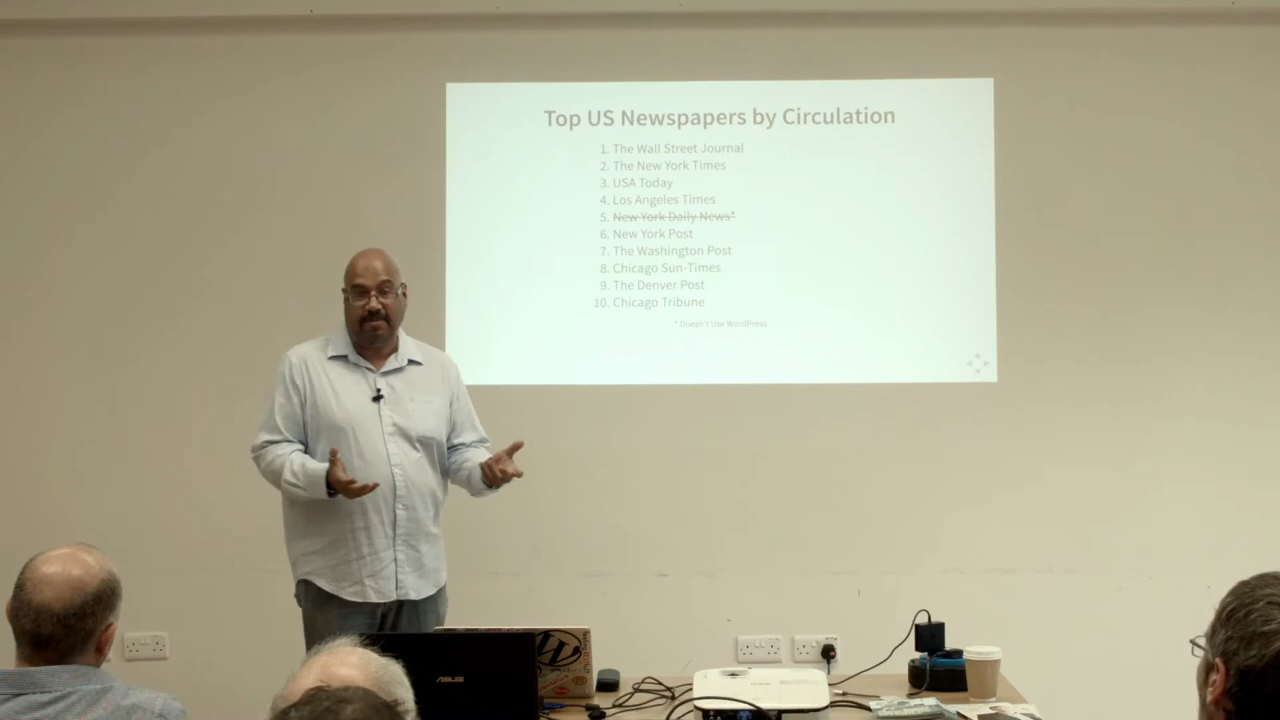 Top US Newspapers by Circulation
1. The Wall Street Journal
2. The New York Times
3. USA Today
4. Los Angeles Times
5. New York Daily News*
6. New York Post
7. The Washington Post
8. Chicago Sun-Times
9. The Denver Post
10. Chicago Tribune
* Doesn't Use WordPress
ASUS